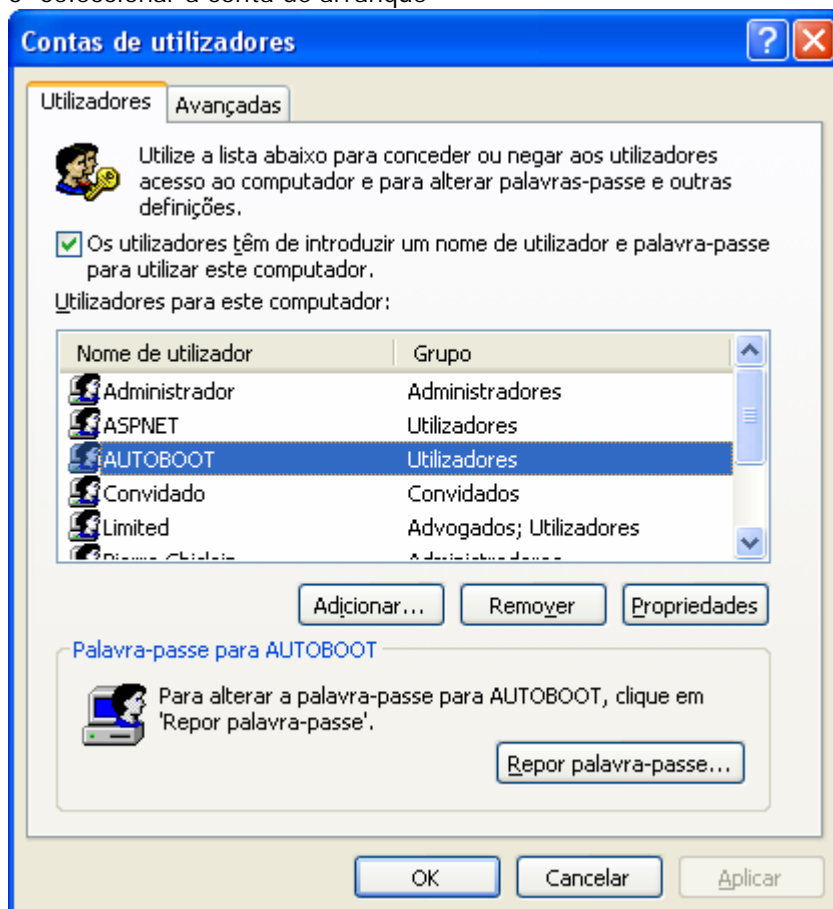 seleccionar a conta de arranque
Contas de utilizadores
Utilizadores Avançadas
Utilize a lista abaixo para conceder ou negar aos utilizadores
acesso ao computador e para alterar palavras-passe e outras
definições.
Os utilizadores têm de introduzir um nome de utilizador e palavra-passe
para utilizar este computador.
Utilizadores para este computador:
Nome de utilizador Grupo
Administrador Administradores
ASPNET Utilizadores
AUTOBOOT Utilizadores
Convidado Convidados
Limited Advogados; Utilizadores
Adicionar... Remover Propriedades
Palavra-passe para AUTOBOOT
Para alterar a palavra-passe para AUTOBOOT, clique em
'Repor palavra-passe'.
Repor palavra-passe...
OK Cancelar Aplicar